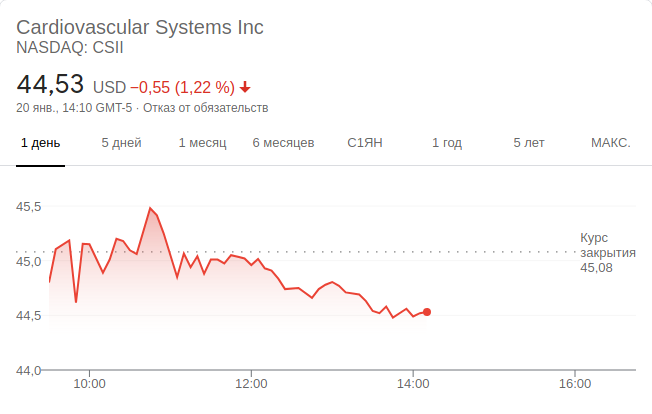 Cardiovascular Systems Inc
NASDAQ: CSII
44,53 USD −0,55 (1,22 %)
20 янв., 14:10 GMT-5 · Отказ от обязательств
1 день 5 дней 1 месяц 6 месяцев С1ЯН 1 год 5 лет МАКС.
45,5
Курс
закрытия
45,08
45,0
44,5
44,0
10:00 12:00 14:00 16:00